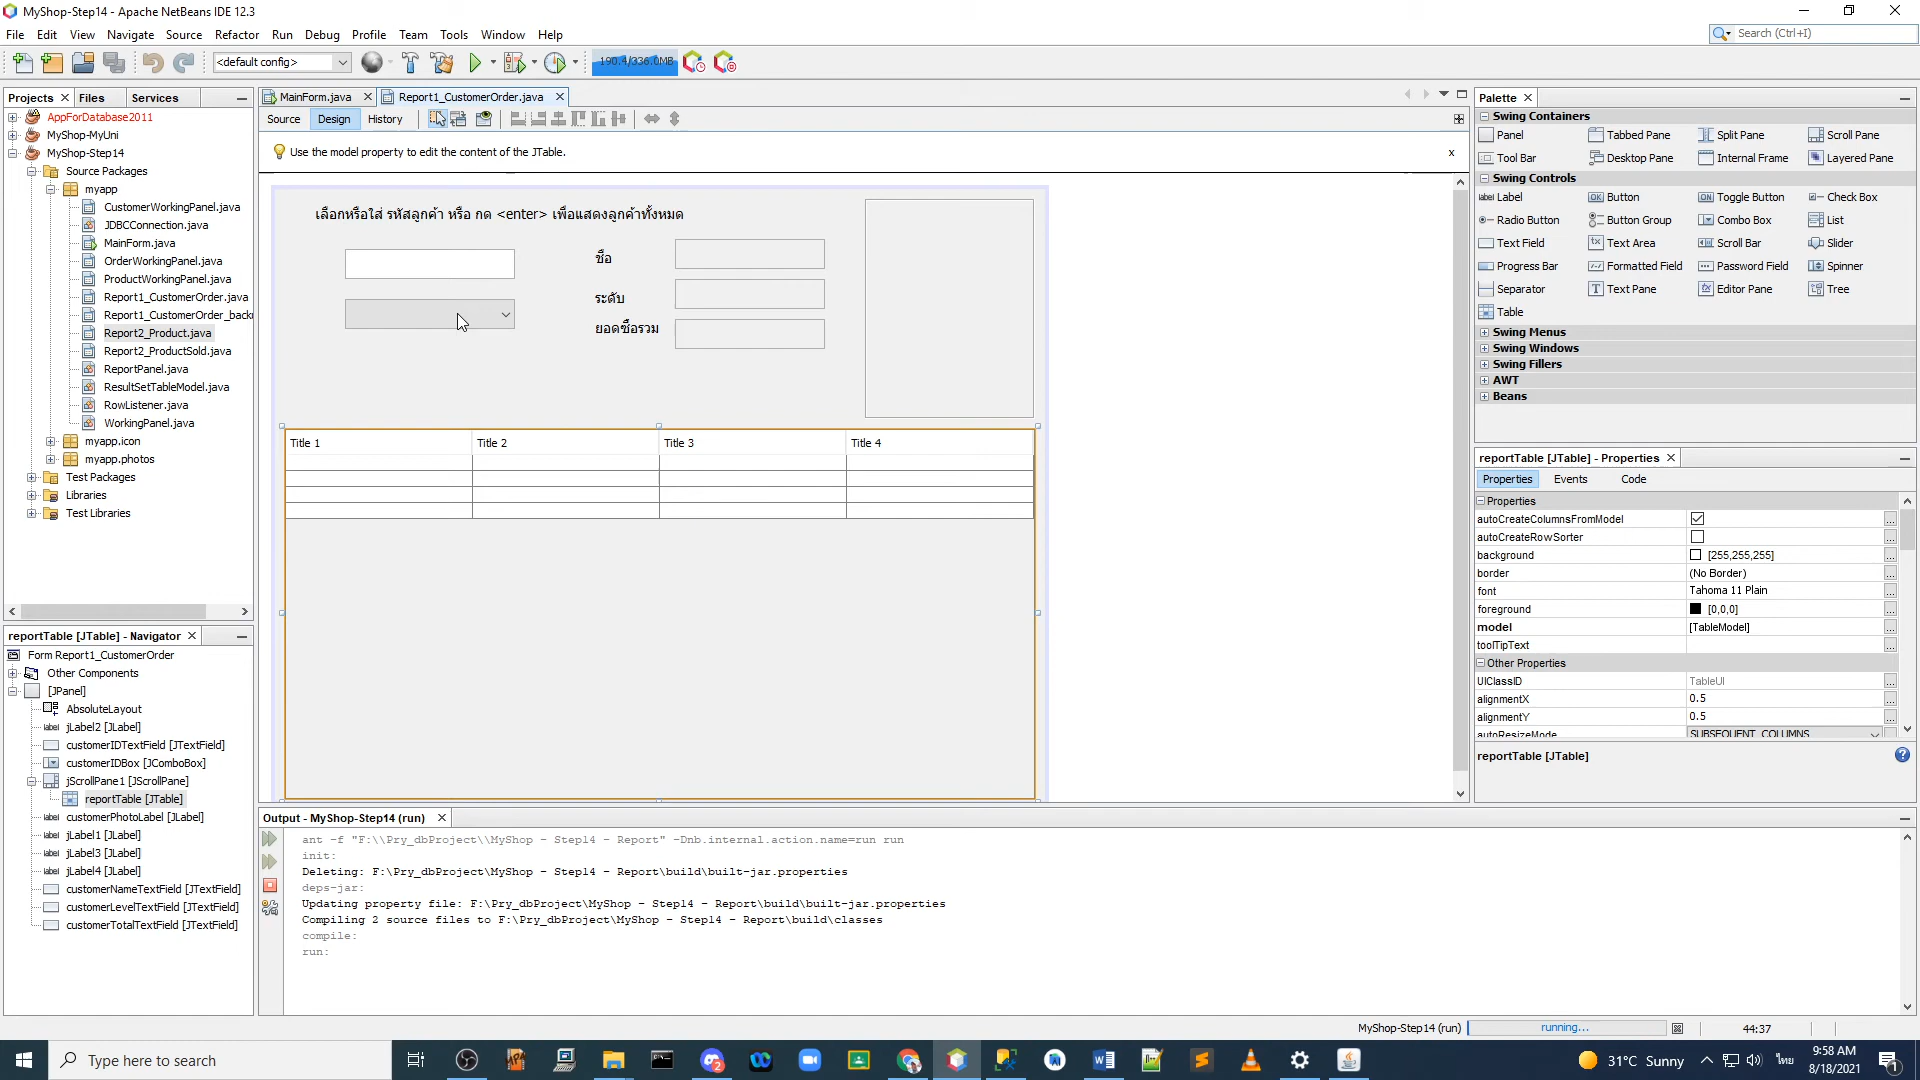 MyShop-Step14 - Apache NetBeans IDE 12.3
File Edit View Navigate Source Refactor Run Debug Profile Team Tools Window Help
Search (Ctrl+I)
<default config>
190.4/336.0MB
Projects Files Services
AppForDatabase2011
MyShop-MyUni
MyShop-Step14
Source Packages
myapp
CustomerWorkingPanel.java
JDBCConnection.java
MainForm.java
OrderWorkingPanel.java
ProductWorkingPanel.java
Report1_CustomerOrder.java
Report1_CustomerOrder_back
Report2_Product.java
Report2_ProductSold.java
ReportPanel.java
ResultSetTableModel.java
RowListener.java
WorkingPanel.java
myapp.icon
myapp.photos
Test Packages
Libraries
Test Libraries
reportTable [JTable] - Navigator
Form Report1_CustomerOrder
Other Components
[JPanel]
AbsoluteLayout
jLabel2 [JLabel]
customerIDTextField [JTextField]
customerIDBox [JComboBox]
jScrollPane1 [JScrollPane]
reportTable [JTable]
customerPhotoLabel [JLabel]
jLabel1 [JLabel]
jLabel3 [JLabel]
jLabel4 [JLabel]
customerNameTextField [JTextField]
customerLevelTextField [JTextField]
customerTotalTextField [JTextField]
MainForm.java Report1_CustomerOrder.java
Source Design History
Use the model property to edit the content of the JTable.
x
เลือกหรือใส่ รหัสลูกค้า หรือ กด <enter> เพื่อแสดงลูกค้าทั้งหมด
ชื่อ
ระดับ
ยอดซื้อรวม
Title 1 Title 2 Title 3 Title 4
Output - MyShop-Step14 (run)
ant -f "F:\\Pry_dbProject\\MyShop - Step14 - Report" -Dnb.internal.action.name=run run
init:
Deleting: F:\Pry_dbProject\MyShop - Step14 - Report\build\built-jar.properties
deps-jar:
Updating property file: F:\Pry_dbProject\MyShop - Step14 - Report\build\built-jar.properties
Compiling 2 source files to F:\Pry_dbProject\MyShop - Step14 - Report\build\classes
compile:
run:
Palette
Swing Containers
Panel Tabbed Pane Split Pane Scroll Pane
Tool Bar Desktop Pane Internal Frame Layered Pane
Swing Controls
Label Button Toggle Button Check Box
Radio Button Button Group Combo Box List
Text Field Text Area Scroll Bar Slider
Progress Bar Formatted Field Password Field Spinner
Separator Text Pane Editor Pane Tree
Table
Swing Menus
Swing Windows
Swing Fillers
AWT
Beans
reportTable [JTable] - Properties
Properties Events Code
Properties
autoCreateColumnsFromModel
autoCreateRowSorter
background [255,255,255]
border (No Border)
font Tahoma 11 Plain
foreground [0,0,0]
model [TableModel]
toolTipText
Other Properties
UIClassID TableUI
alignmentX 0.5
alignmentY 0.5
autoResizeMode SUBSEQUENT_COLUMNS
reportTable [JTable]
MyShop-Step14 (run) running... 44:37
Type here to search
31°C Sunny
ไทย
9:58 AM
8/18/2021